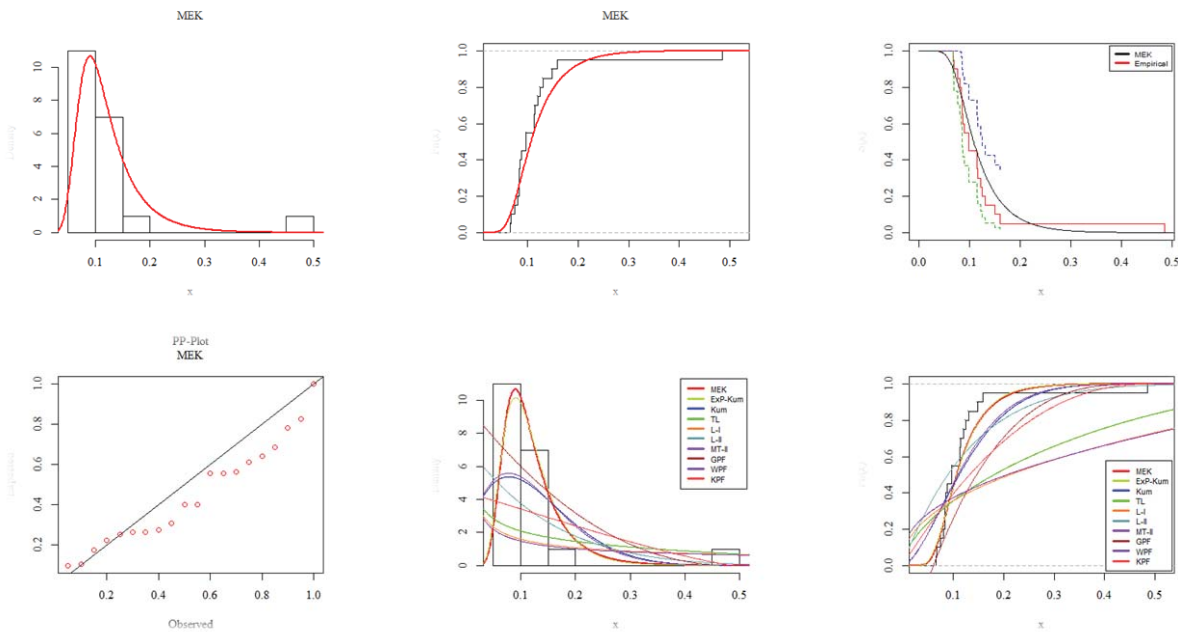 MEK
10
8
6
4
2
0
0.1 0.2 0.3 0.4 0.5
x
MEK
1.0
0.8
0.6
0.4
0.2
0.0
0.1 0.2 0.3 0.4 0.5
x
MEK
Empirical
1.0
0.8
0.6
0.4
0.2
0.0
0.0 0.1 0.2 0.3 0.4 0.5
x
PP-Plot
MEK
1.0
0.8
0.6
0.4
0.2
0.2 0.4 0.6 0.8 1.0
Observed
MEK
ExP-Kum
Kum
TL
L-I
L-II
MT-II
GPF
WPF
KPF
10
8
6
4
2
0
0.1 0.2 0.3 0.4 0.5
x
1.0
0.8
0.6
0.4
0.2
0.0
MEK
ExP-Kum
Kum
TL
L-I
L-II
MT-II
GPF
WPF
KPF
0.1 0.2 0.3 0.4 0.5
x